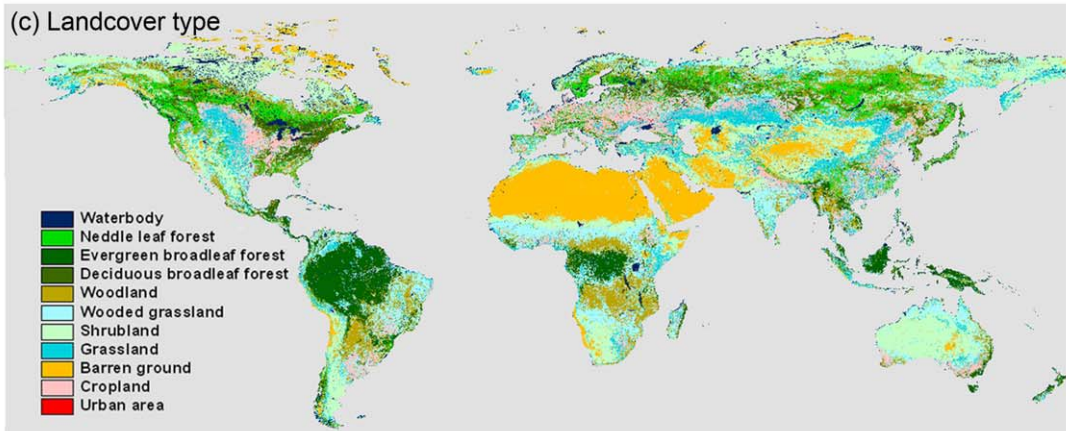 (c) Landcover type
Waterbody
Neddle leaf forest
Evergreen broadleaf forest
Deciduous broadleaf forest
Woodland
Wooded grassland
Shrubland
Grassland
Barren ground
Cropland
Urban area